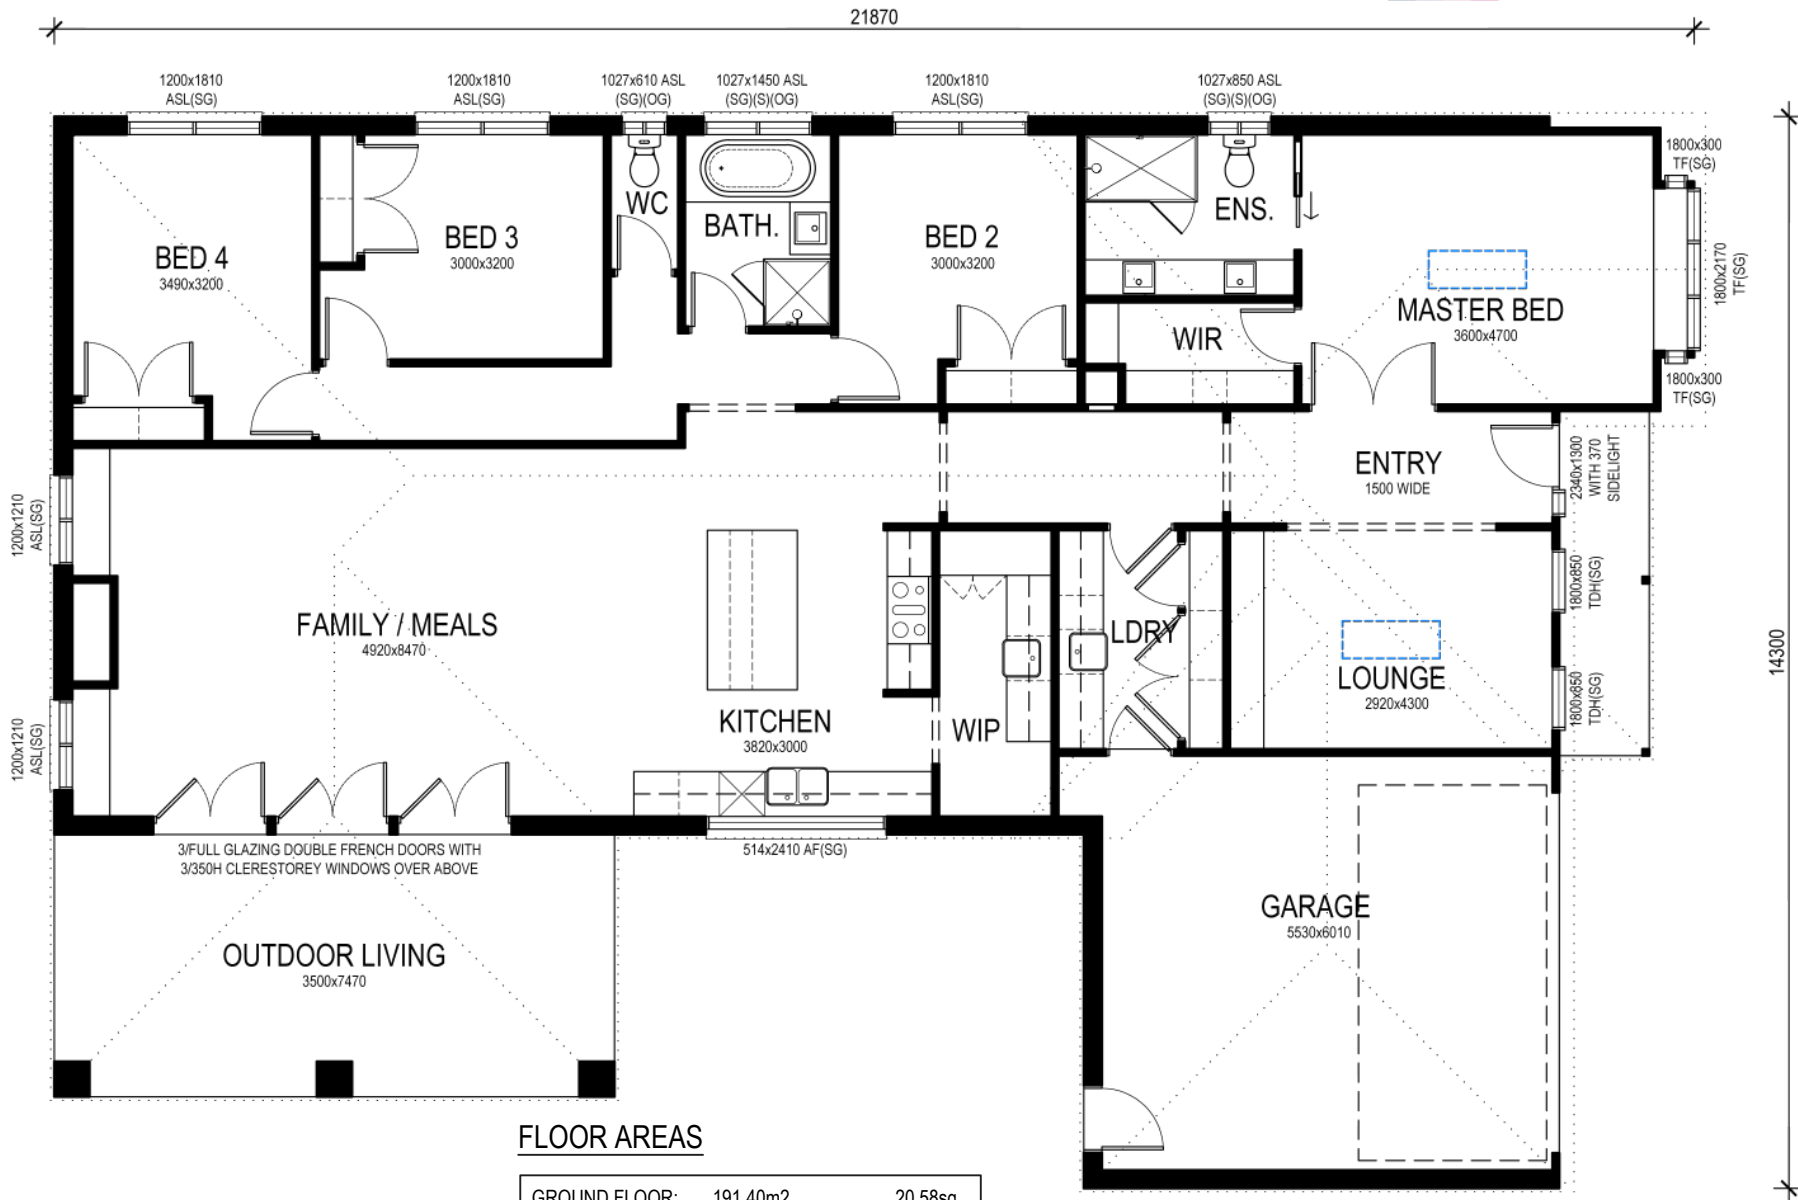 21870
1200x1810
ASL(SG)
1200x1810
ASL(SG)
1027x610 ASL
(SG)(OG)
1027x1450 ASL
(SG)(S)(OG)
1200x1810
ASL(SG)
1027x850 ASL
(SG)(S)(OG)
1800x300
TF(SG)
WC
BATH.
ENS.
BED 4
3490x3200
BED 3
3000x3200
BED 2
3000x3200
1800x2170
TF(SG)
MASTER BED
3600x4700
WIR
1800x300
TF(SG)
ENTRY
1500 WIDE
2340x1300
WITH 370
SIDELIGHT
1200x1210
ASL(SG)
1800x850
TDH(SG)
FAMILY / MEALS
4920x8470
LDRY
14300
LOUNGE
2920x4300
1800x850
TDH(SG)
KITCHEN
3820x3000
WIP
1200x1210
ASL(SG)
3/FULL GLAZING DOUBLE FRENCH DOORS WITH
3/350H CLERESTOREY WINDOWS OVER ABOVE
514x2410 AF(SG)
GARAGE
5530x6010
OUTDOOR LIVING
3500x7470
FLOOR AREAS
GROUND FLOOR: 191.40m2 20.58sq